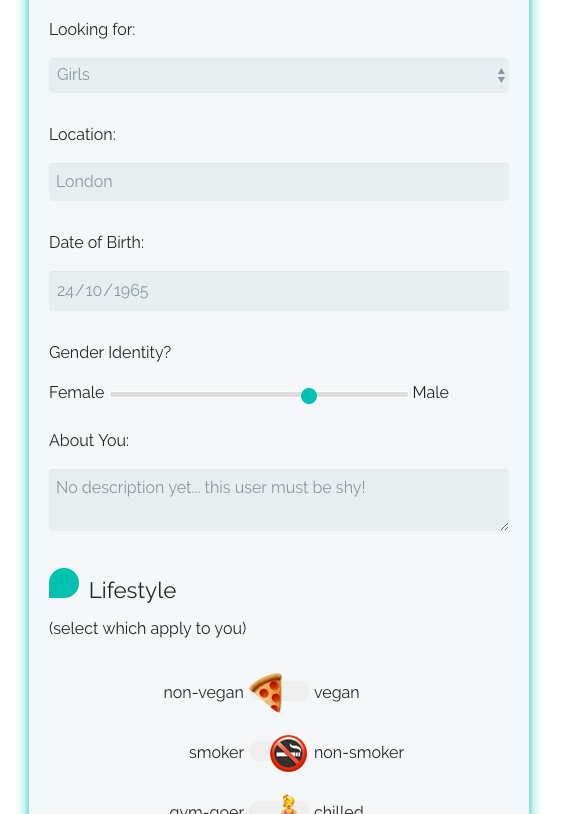 Looking for:
Girls
Location:
London
Date of Birth:
24/10/1965
Gender Identity?
Female Male
About You:
No description yet... this user must be shy!
Lifestyle
(select which apply to you)
non-vegan vegan
smoker non-smoker
gym-goer chilled